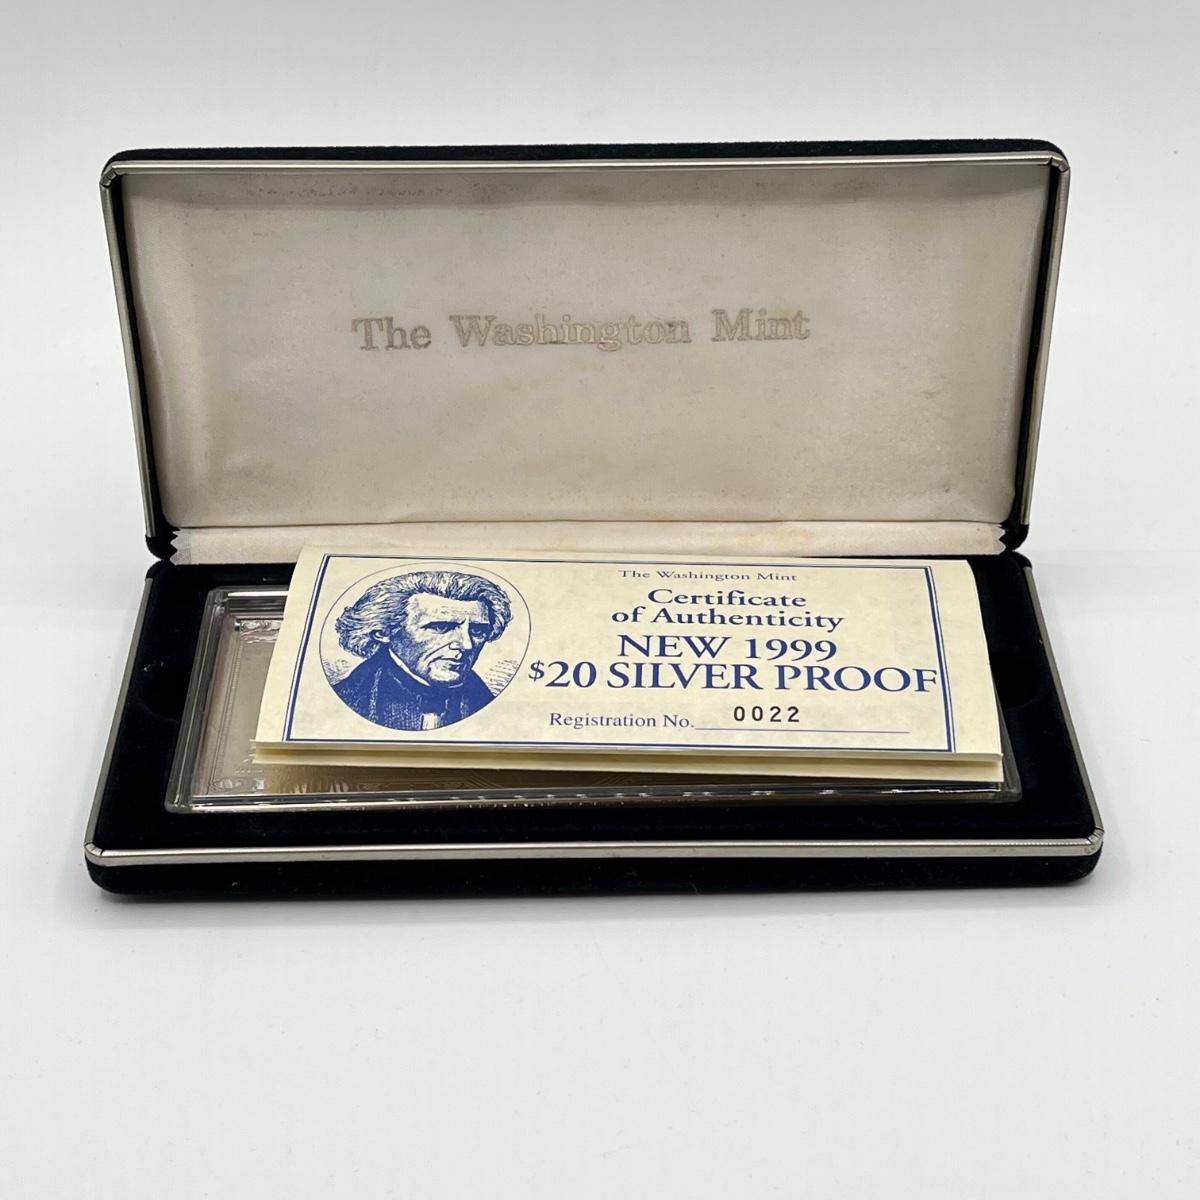 The Washington Mint
The Washington Mint
Certificate
of Authenticity
NEW 1999
$20 SILVER PROOF
Registration No. 0022